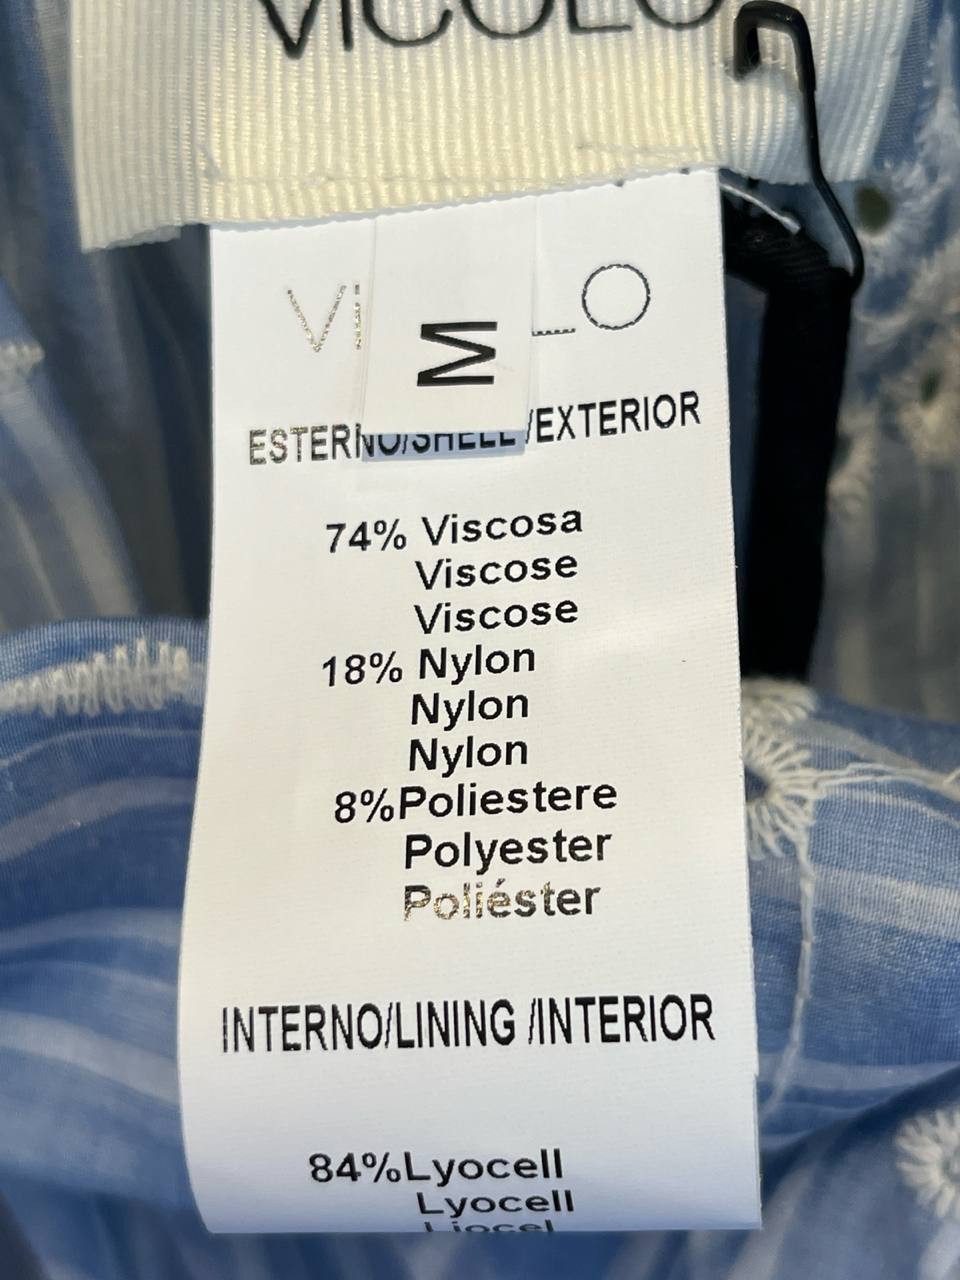 VICOLO
M
ESTERNO/SHELL /EXTERIOR
74% Viscosa
Viscose
Viscose
18% Nylon
Nylon
Nylon
8%Poliestere
Polyester
Poliéster
INTERNO/LINING /INTERIOR
84%Lyocell
Lyocell
Liocel